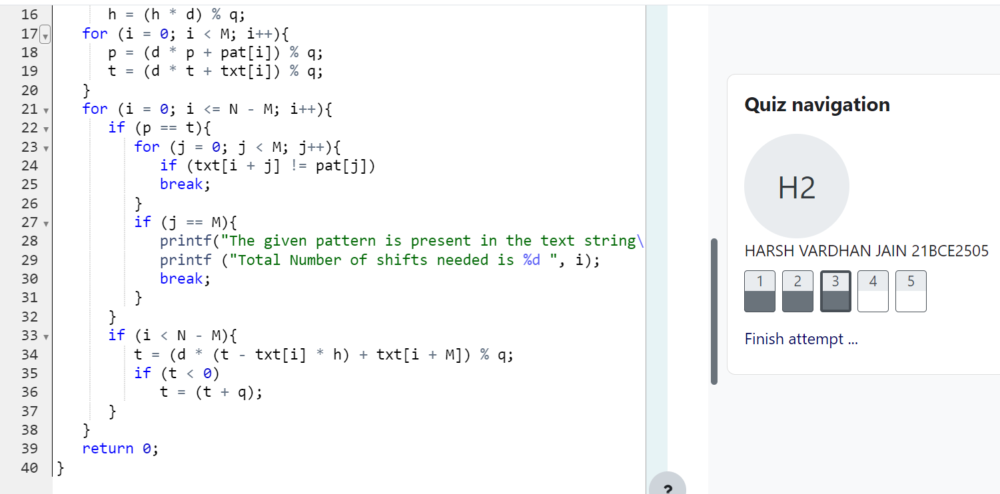 16 h = (h * d) % q;
17 for (i = 0; i < M; i++){
18 p = (d * p + pat[i]) % q;
19 t = (d * t + txt[i]) % q;
20 }
21 for (i = 0; i <= N - M; i++){
22 if (p == t){
23 for (j = 0; j < M; j++){
24 if (txt[i + j] != pat[j])
25 break;
26 }
27 if (j == M){
28 printf("The given pattern is present in the text string\
29 printf ("Total Number of shifts needed is %d ", i);
30 break;
31 }
32 }
33 if (i < N - M){
34 t = (d * (t - txt[i] * h) + txt[i + M]) % q;
35 if (t < 0)
36 t = (t + q);
37 }
38 }
39 return 0;
40 }
?
Quiz navigation
H2
HARSH VARDHAN JAIN 21BCE2505
1 2 3 4 5
Finish attempt ...